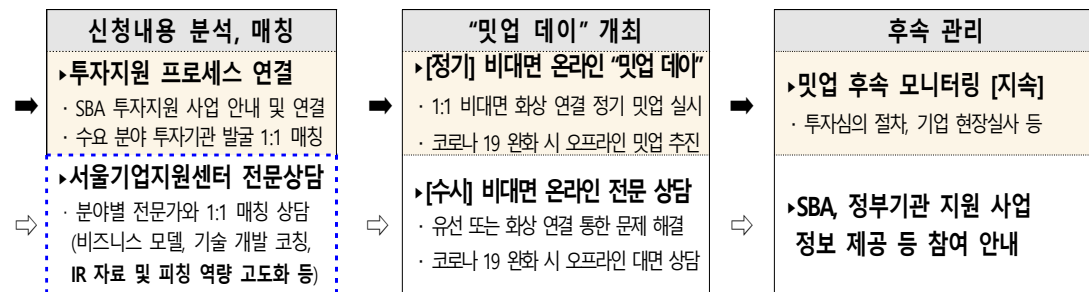 신청내용 분석, 매칭
▸투자지원 프로세스 연결
· SBA 투자지원 사업 안내 및 연결
· 수요 분야 투자기관 발굴 1:1 매칭
▸서울기업지원센터 전문상담
· 분야별 전문가와 1:1 매칭 상담
(비즈니스 모델, 기술 개발 코칭,
IR 자료 및 피칭 역량 고도화 등)
“밋업 데이” 개최
▸[정기] 비대면 온라인 “밋업 데이”
· 1:1 비대면 화상 연결 정기 밋업 실시
· 코로나 19 완화 시 오프라인 밋업 추진
▸[수시] 비대면 온라인 전문 상담
· 유선 또는 화상 연결 통한 문제 해결
· 코로나 19 완화 시 오프라인 대면 상담
후속 관리
▸밋업 후속 모니터링 [지속]
· 투자심의 절차, 기업 현장실사 등
▸SBA, 정부기관 지원 사업
정보 제공 등 참여 안내